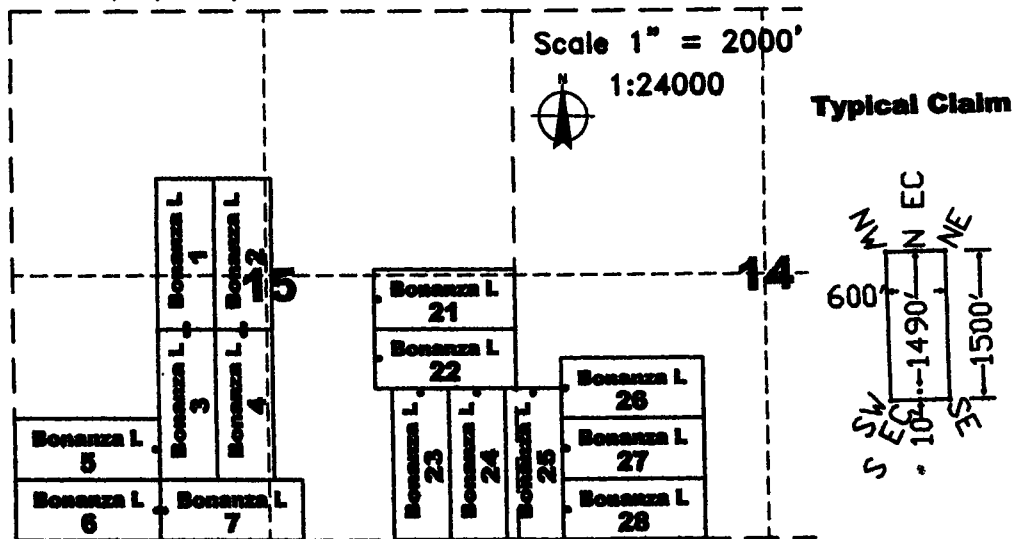 Scale 1" = 2000'
N
1:24000
Typical Claim
Bonanza L
1
Bonanza L
2
15
14
Bonanza L
21
Bonanza L
22
Bonanza L
3
Bonanza L
4
Bonanza L
5
Bonanza L
6
Bonanza L
7
Bonanza L
23
Bonanza L
24
Bonanza L
25
Bonanza L
26
Bonanza L
27
Bonanza L
28
NW
N EC
NE
600'
1490'
1500'
SW
S EC
10'
SE